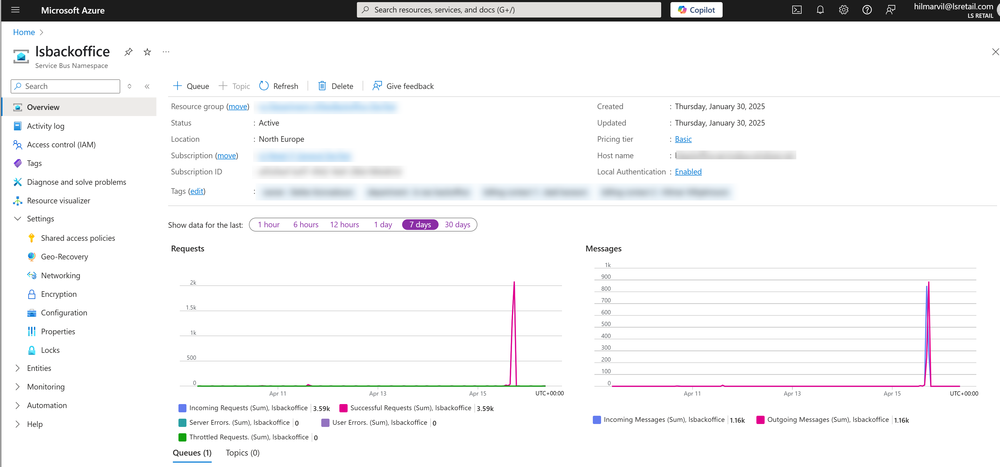 Microsoft Azure
Search resources, services, and docs (G+/)
Copilot
hilmarvil@lsretail.com
LS RETAIL
Home
lsbackoffice
Service Bus Namespace
Search
Queue
Topic
Refresh
Delete
Give feedback
Overview
Activity log
Access control (IAM)
Tags
Diagnose and solve problems
Resource visualizer
Settings
Shared access policies
Geo-Recovery
Networking
Encryption
Configuration
Properties
Locks
Entities
Monitoring
Automation
Help
Resource group (move)
Status : Active
Location : North Europe
Subscription (move)
Subscription ID
Tags (edit) :
Created : Thursday, January 30, 2025
Updated : Thursday, January 30, 2025
Pricing tier : Basic
Host name :
Local Authentication : Enabled
Show data for the last: 1 hour 6 hours 12 hours 1 day 7 days 30 days
Requests
2k
1.5k
1k
500
0
Apr 11 Apr 13 Apr 15 UTC+00:00
Incoming Requests (Sum), lsbackoffice 3.59k
Successful Requests (Sum), lsbackoffice 3.59k
Server Errors. (Sum), lsbackoffice 0
User Errors. (Sum), lsbackoffice 0
Throttled Requests. (Sum), lsbackoffice 0
Messages
1k
900
800
700
600
500
400
300
200
100
0
Apr 11 Apr 13 Apr 15 UTC+00:00
Incoming Messages (Sum), lsbackoffice 1.16k
Outgoing Messages (Sum), lsbackoffice 1.16k
Queues (1)
Topics (0)